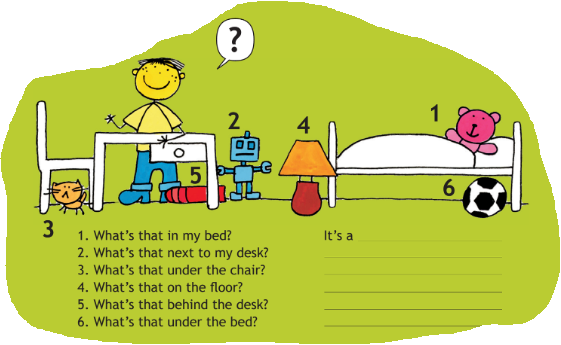 ?
1
2
4
5
6
3
1. What's that in my bed? It's a
2. What's that next to my desk?
3. What's that under the chair?
4. What's that on the floor?
5. What's that behind the desk?
6. What's that under the bed?